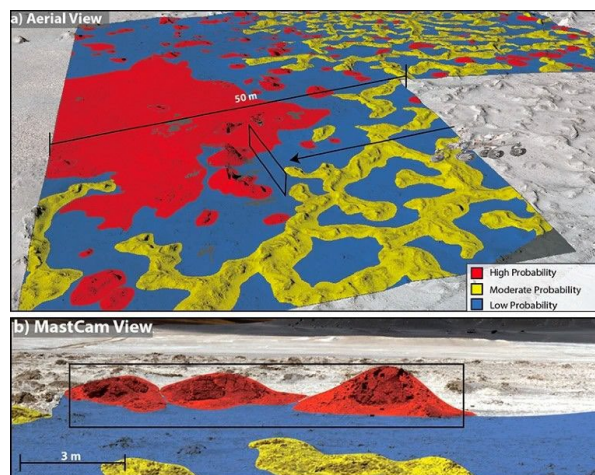 a) Aerial View
50 m
High Probability
Moderate Probability
Low Probability
b) MastCam View
3 m